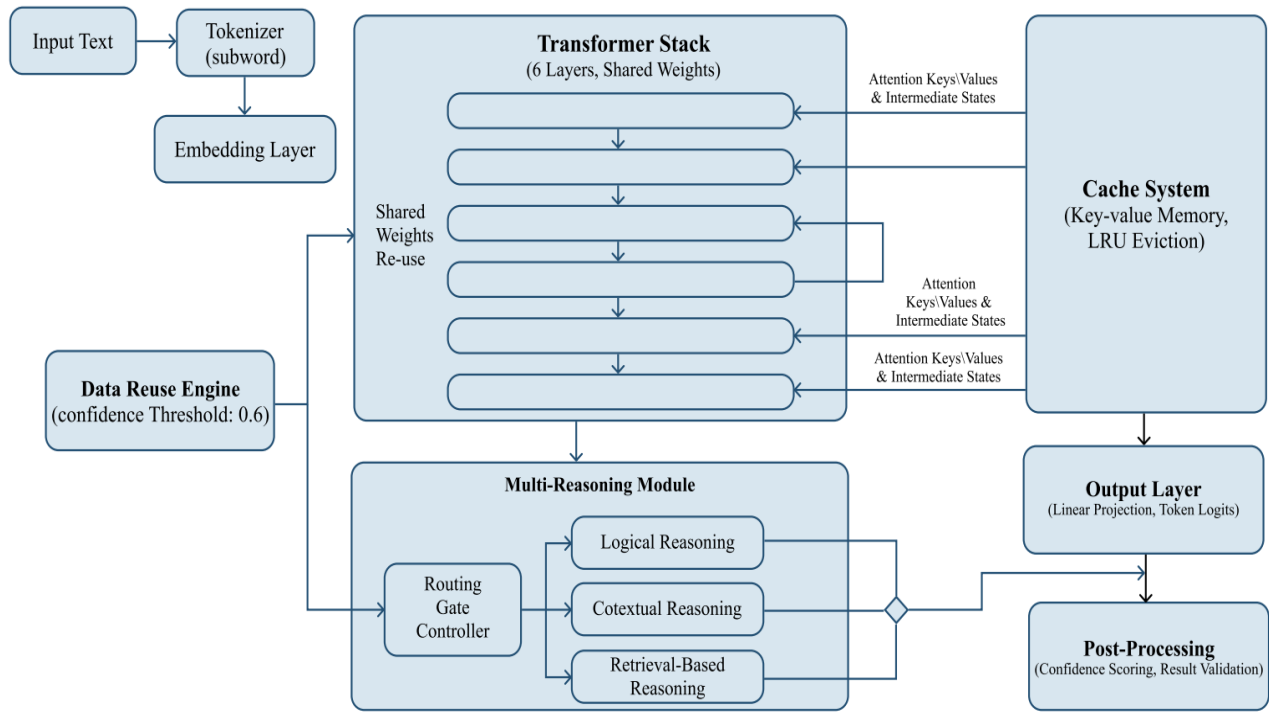 Input Text
Tokenizer
(subword)
Embedding Layer
Transformer Stack
(6 Layers, Shared Weights)
Shared
Weights
Re-use
Attention Keys\Values
& Intermediate States
Attention
Keys\Values &
Intermediate States
Attention Keys\Values
& Intermediate States
Cache System
(Key-value Memory,
LRU Eviction)
Data Reuse Engine
(confidence Threshold: 0.6)
Multi-Reasoning Module
Routing
Gate
Controller
Logical Reasoning
Cotextual Reasoning
Retrieval-Based
Reasoning
Output Layer
(Linear Projection, Token Logits)
Post-Processing
(Confidence Scoring, Result Validation)